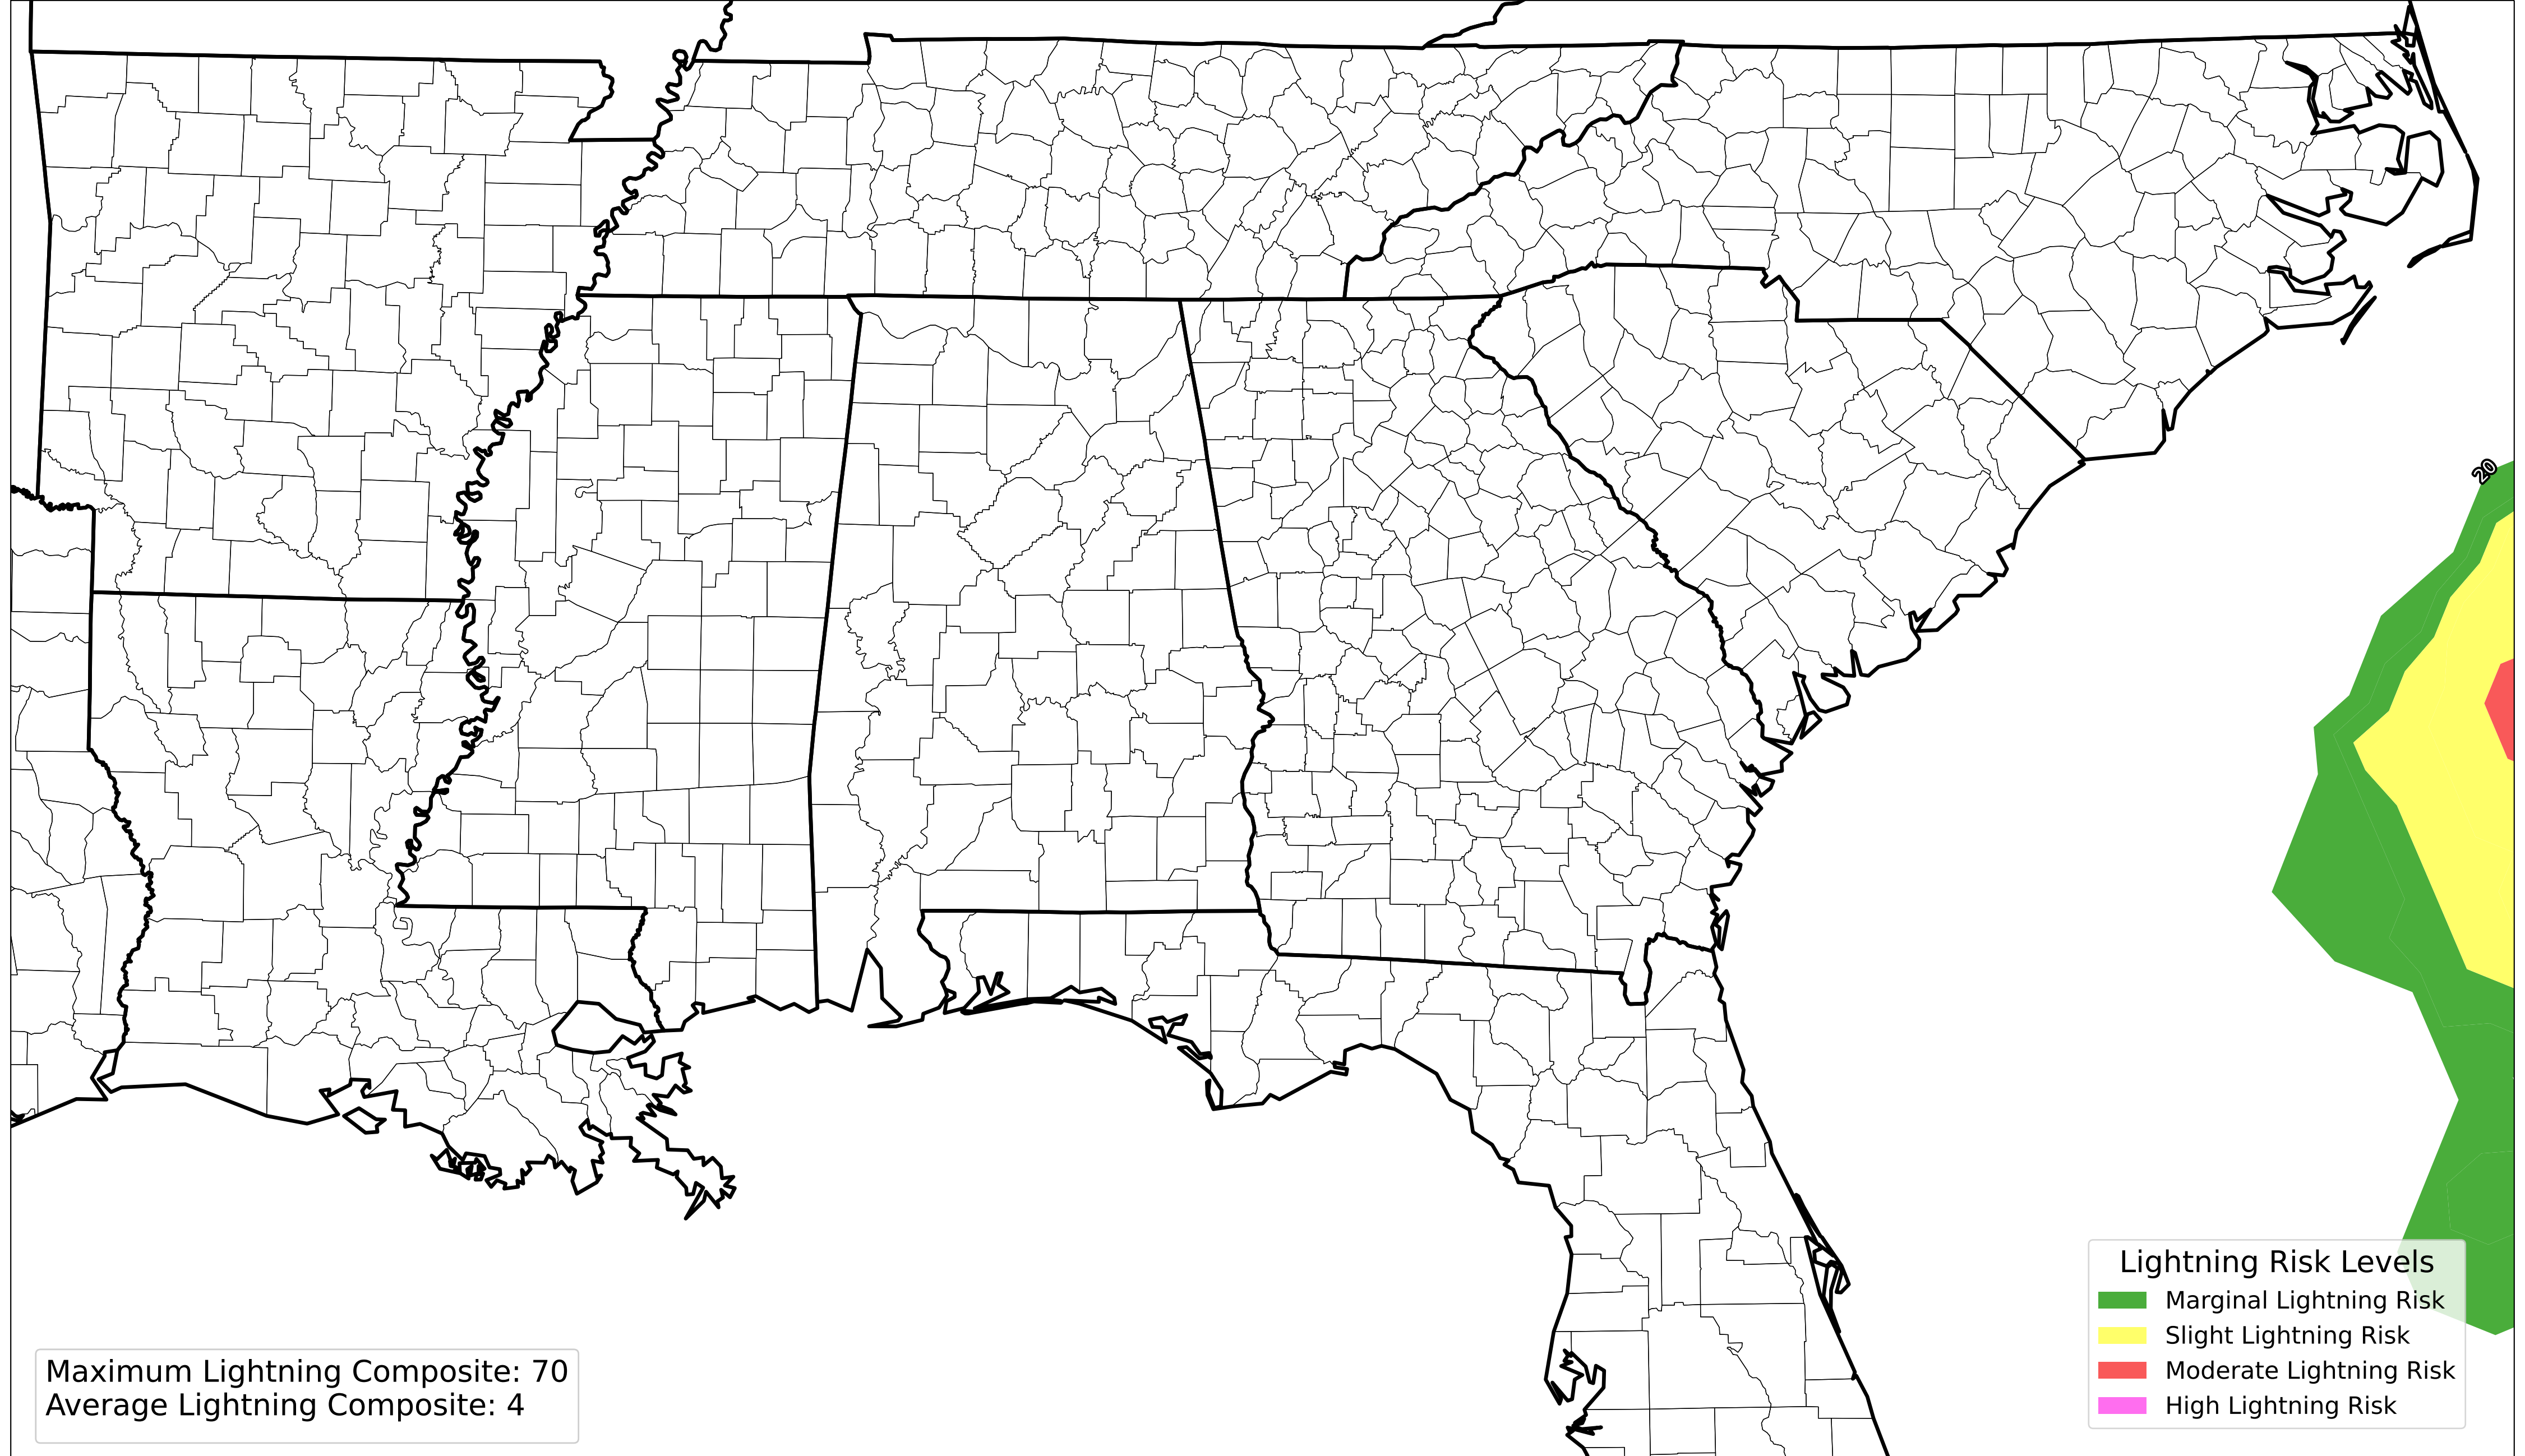 20
Lightning Risk Levels
Marginal Lightning Risk
Slight Lightning Risk
Moderate Lightning Risk
High Lightning Risk
Maximum Lightning Composite: 70
Average Lightning Composite: 4